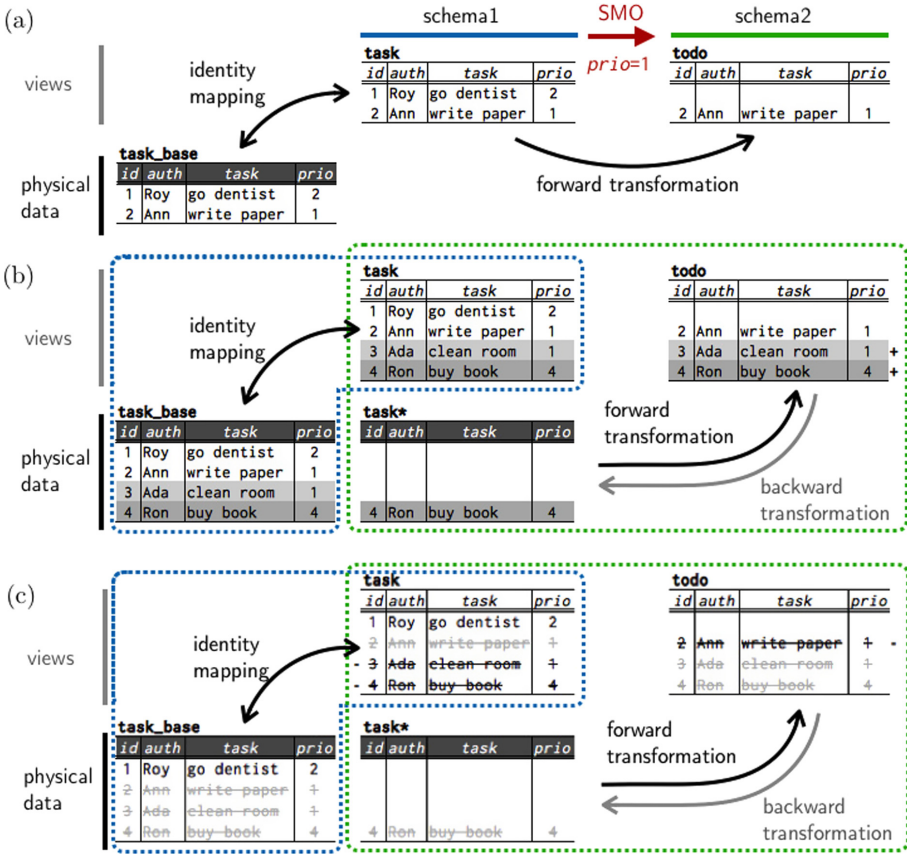 (a)
schema1
SMO
schema2
prio=1
views
identity
mapping
task
id auth task prio
1 Roy go dentist 2
2 Ann write paper 1
todo
id auth task prio
2 Ann write paper 1
forward transformation
physical
data
task_base
id auth task prio
1 Roy go dentist 2
2 Ann write paper 1
(b)
views
identity
mapping
task
id auth task prio
1 Roy go dentist 2
2 Ann write paper 1
3 Ada clean room 1
4 Ron buy book 4
todo
id auth task prio
2 Ann write paper 1
3 Ada clean room 1 +
4 Ron buy book 4 +
physical
data
task_base
id auth task prio
1 Roy go dentist 2
2 Ann write paper 1
3 Ada clean room 1
4 Ron buy book 4
task*
id auth task prio
4 Ron buy book 4
forward
transformation
backward
transformation
(c)
views
identity
mapping
task
id auth task prio
1 Roy go dentist 2
2 Ann write paper 1
- 3 Ada clean room 1
- 4 Ron buy book 4
todo
id auth task prio
2 Ann write paper 1 -
3 Ada clean room 1
4 Ron buy book 4
physical
data
task_base
id auth task prio
1 Roy go dentist 2
2 Ann write paper 1
3 Ada clean room 1
4 Ron buy book 4
task*
id auth task prio
4 Ron buy book 4
forward
transformation
backward
transformation